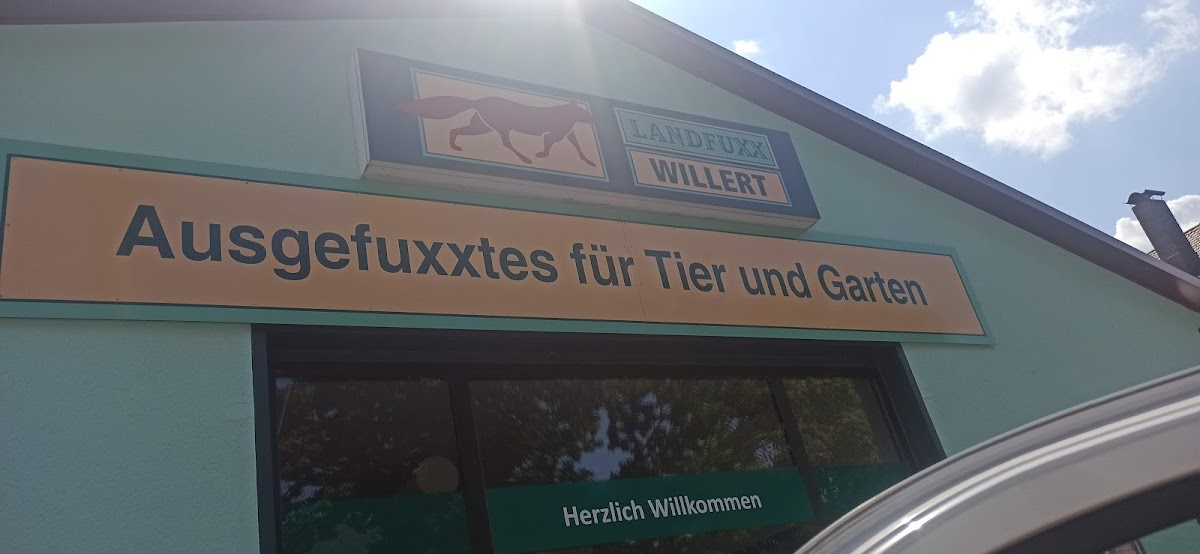 LANDFUXX
WILLERT
Ausgefuxxtes für Tier und Garten
Herzlich Willkommen